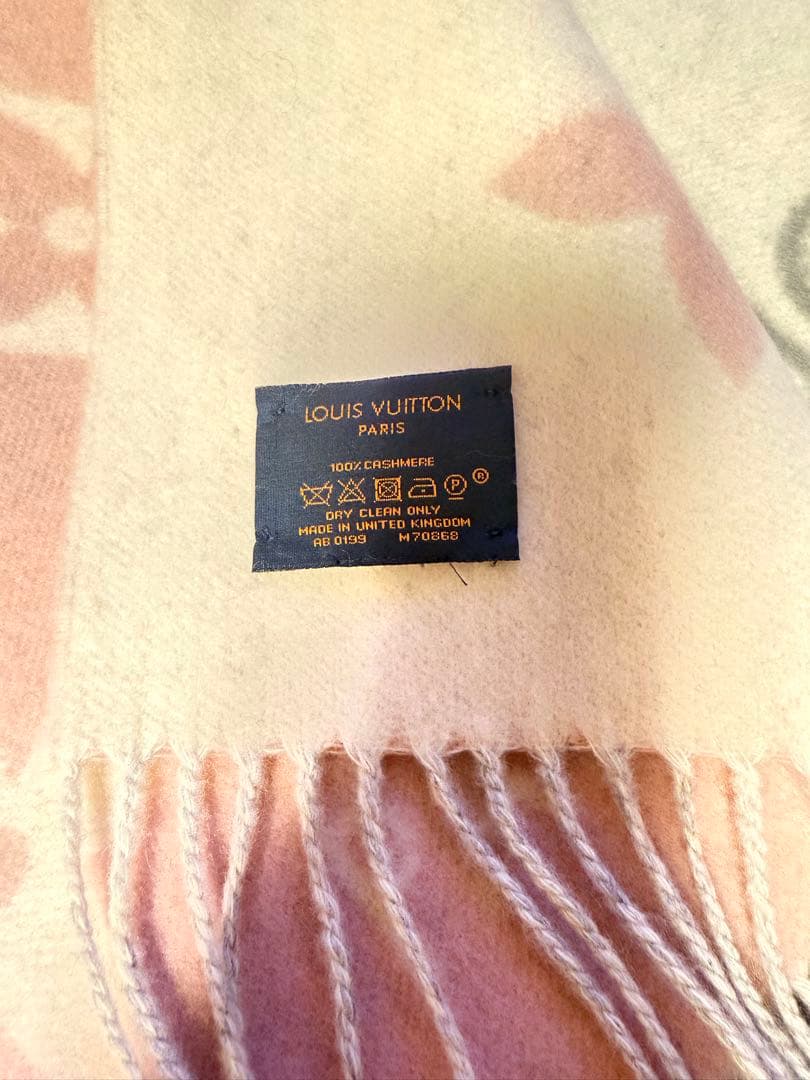 LOUIS VUITTON
PARIS
100% CASHMERE
P ®
DRY CLEAN ONLY
MADE IN UNITED KINGDOM
AB 0199 M70868